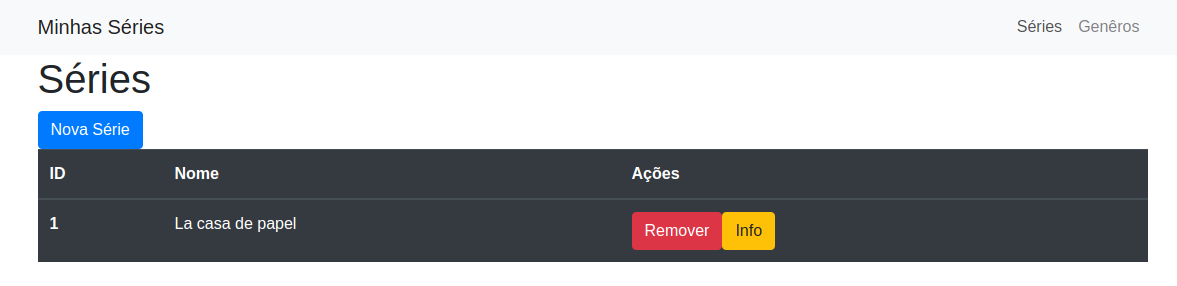 Minhas Séries Séries Genêros
Séries
Nova Série
ID Nome Ações
1 La casa de papel Remover Info